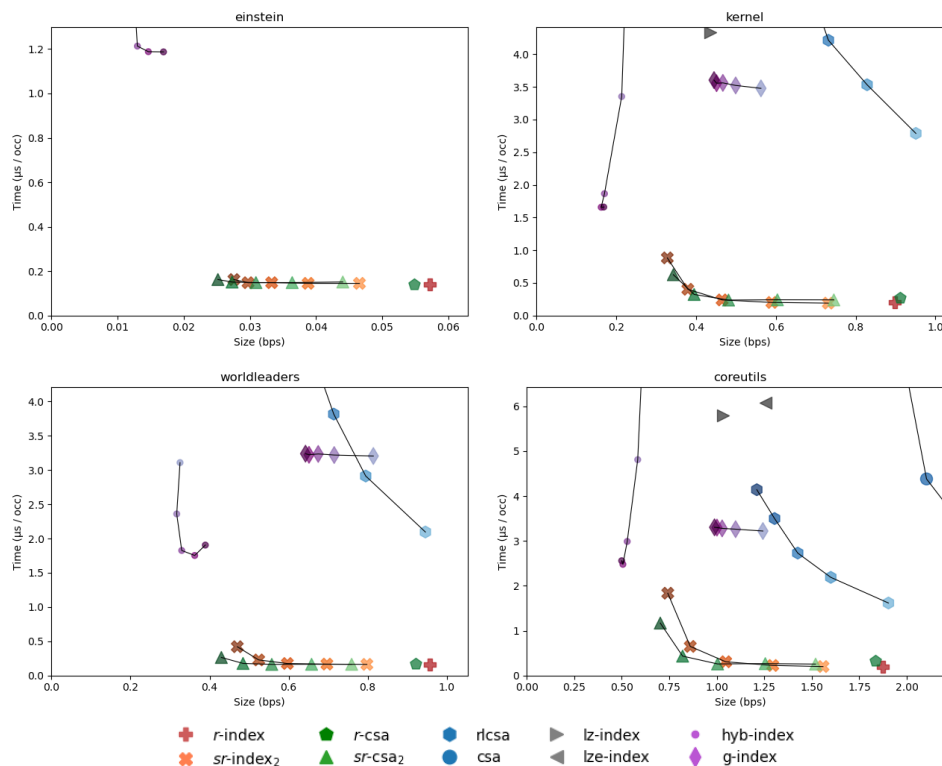 einstein
Time (μs / occ)
1.2
1.0
0.8
0.6
0.4
0.2
0.0
0.00 0.01 0.02 0.03 0.04 0.05 0.06
Size (bps)
kernel
Time (μs / occ)
4.0
3.5
3.0
2.5
2.0
1.5
1.0
0.5
0.0
0.0 0.2 0.4 0.6 0.8 1.0
Size (bps)
worldleaders
Time (μs / occ)
4.0
3.5
3.0
2.5
2.0
1.5
1.0
0.5
0.0
0.0 0.2 0.4 0.6 0.8 1.0
Size (bps)
coreutils
Time (μs / occ)
6
5
4
3
2
1
0
0.00 0.25 0.50 0.75 1.00 1.25 1.50 1.75 2.00
Size (bps)
r-index r-csa rlcsa lz-index hyb-index
sr-index₂ sr-csa₂ csa lze-index g-index